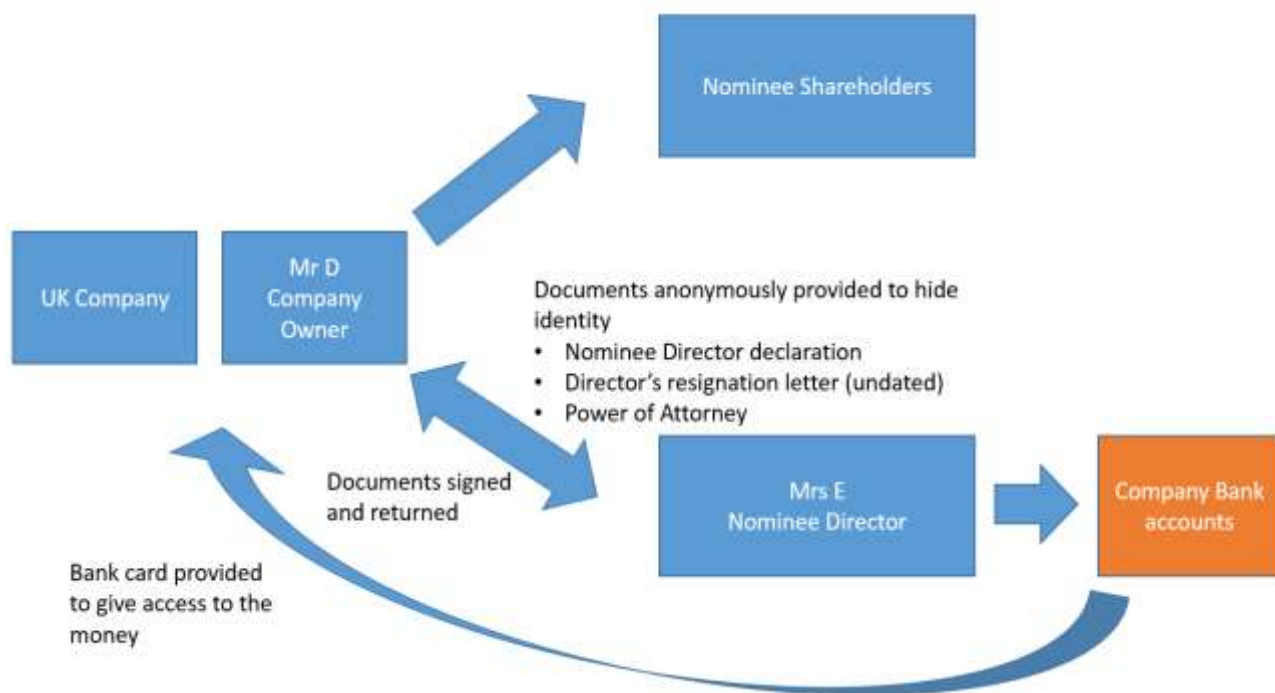 Nominee Shareholders
UK Company
Mr D
Company
Owner
Documents anonymously provided to hide
identity
• Nominee Director declaration
• Director's resignation letter (undated)
• Power of Attorney
Documents signed
and returned
Mrs E
Nominee Director
Company Bank
accounts
Bank card provided
to give access to the
money